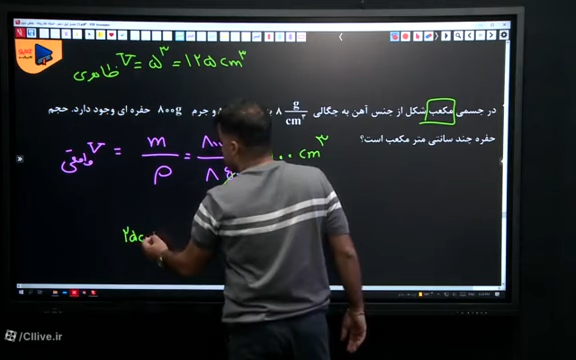 V ظاهری = ۵^۳ = ۱۲۵ cm^۳
در جسمی مکعب شکل از جنس آهن به چگالی ۸ g/cm^۳ و جرم ۸۰۰g حفره ای وجود دارد. حجم
حفره چند سانتی متر مکعب است؟
V واقعی = m/ρ = ۸۰۰/۸ cm^۳
۲۵c
/Cllive.ir